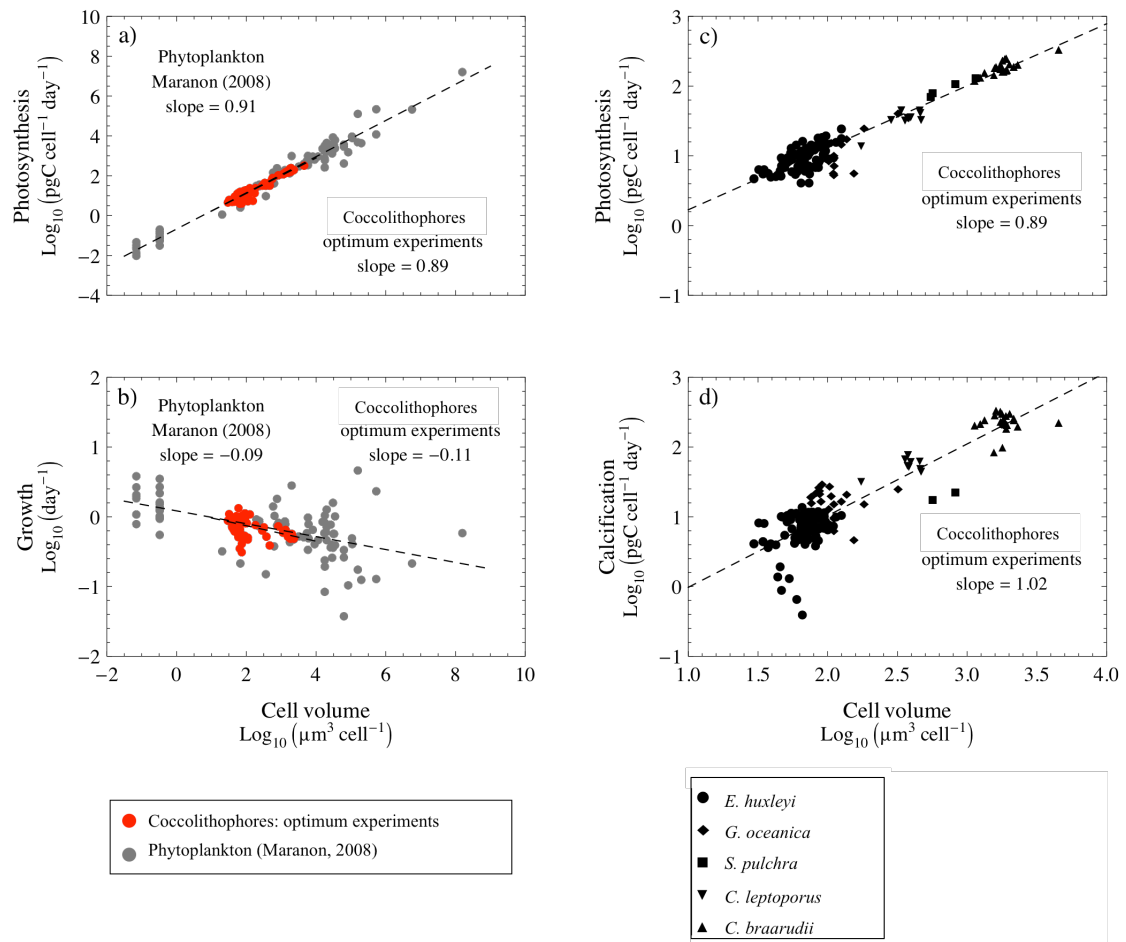 a)
Phytoplankton
Maranon (2008)
slope = 0.91
Coccolithophores
optimum experiments
slope = 0.89
Photosynthesis
Log₁₀ (pgC cell⁻¹ day⁻¹)
10
8
6
4
2
0
−2
−4
c)
Coccolithophores
optimum experiments
slope = 0.89
Photosynthesis
Log₁₀ (pgC cell⁻¹ day⁻¹)
3
2
1
0
−1
b)
Phytoplankton
Maranon (2008)
slope = −0.09
Coccolithophores
optimum experiments
slope = −0.11
Growth
Log₁₀ (day⁻¹)
2
1
0
−1
−2
−2 0 2 4 6 8 10
Cell volume
Log₁₀ (μm³ cell⁻¹)
d)
Coccolithophores
optimum experiments
slope = 1.02
Calcification
Log₁₀ (pgC cell⁻¹ day⁻¹)
3
2
1
0
−1
1.0 1.5 2.0 2.5 3.0 3.5 4.0
Cell volume
Log₁₀ (μm³ cell⁻¹)
Coccolithophores: optimum experiments
Phytoplankton (Maranon, 2008)
E. huxleyi
G. oceanica
S. pulchra
C. leptoporus
C. braarudii